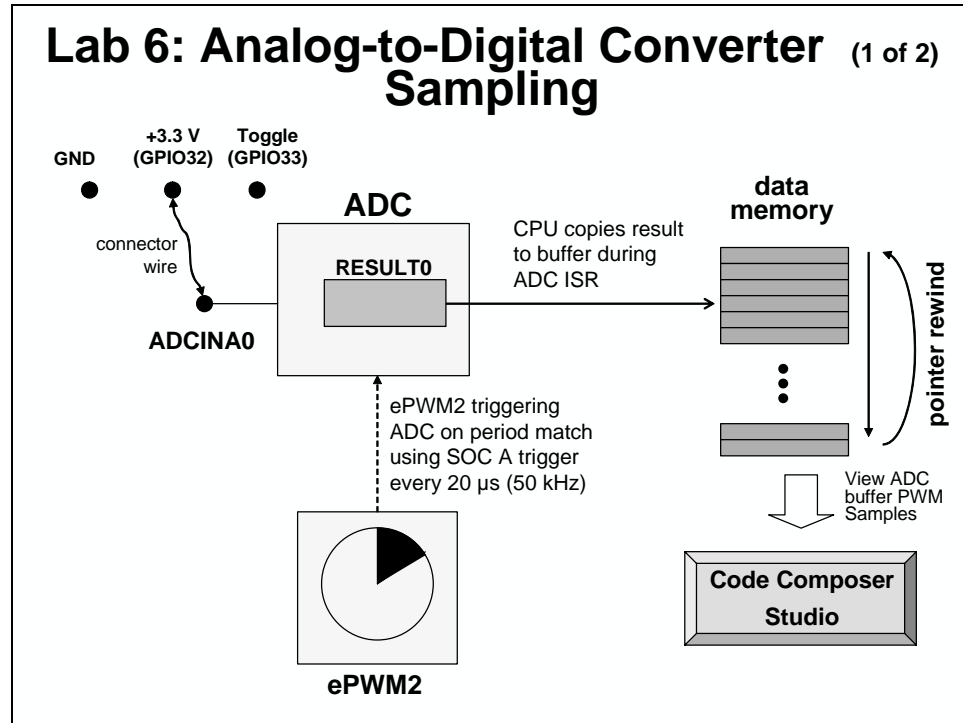 Lab 6: Analog-to-Digital Converter (1 of 2)
Sampling
GND
+3.3 V
(GPIO32)
Toggle
(GPIO33)
connector
wire
ADCINA0
ADC
RESULT0
CPU copies result
to buffer during
ADC ISR
data
memory
pointer rewind
ePWM2 triggering
ADC on period match
using SOC A trigger
every 20 µs (50 kHz)
View ADC
buffer PWM
Samples
Code Composer
Studio
ePWM2